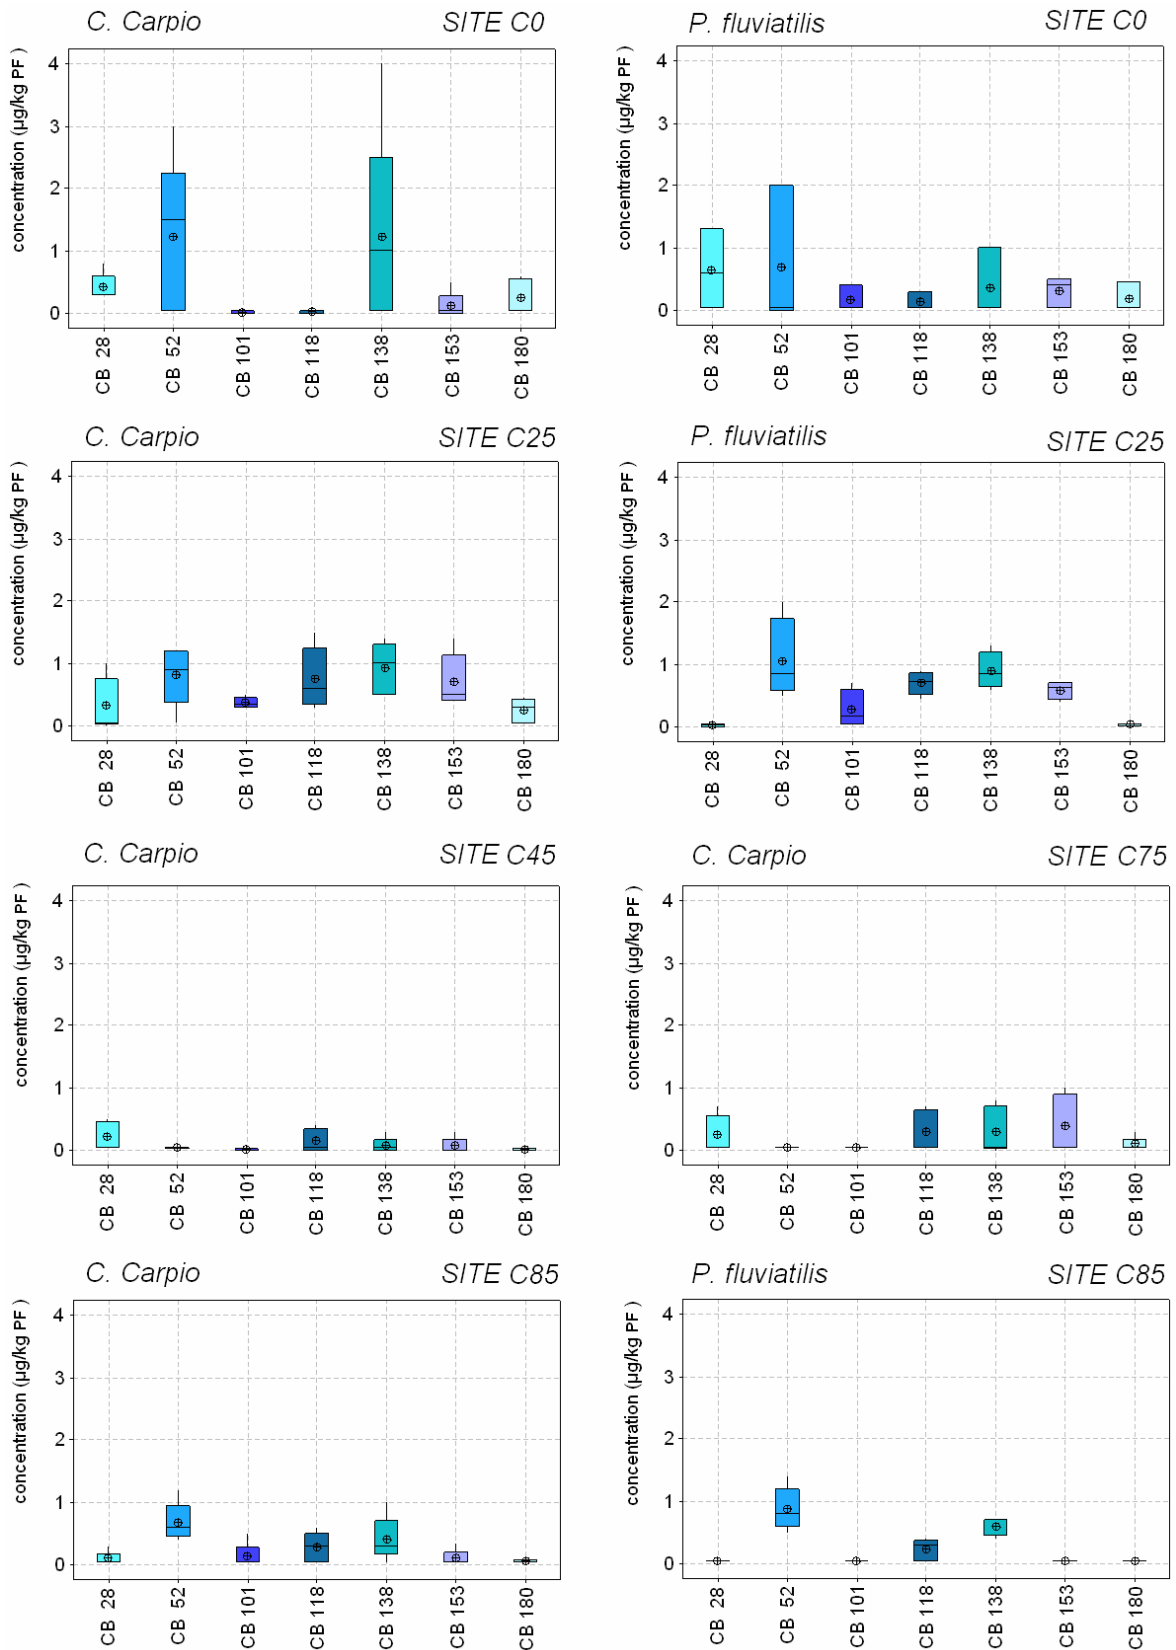 C. Carpio SITE C0
concentration (µg/kg PF )
4
3
2
1
0
CB 28
CB 52
CB 101
CB 118
CB 138
CB 153
CB 180
P. fluviatilis SITE C0
concentration (µg/kg PF )
4
3
2
1
0
CB 28
CB 52
CB 101
CB 118
CB 138
CB 153
CB 180
C. Carpio SITE C25
concentration (µg/kg PF )
4
3
2
1
0
CB 28
CB 52
CB 101
CB 118
CB 138
CB 153
CB 180
P. fluviatilis SITE C25
concentration (µg/kg PF )
4
3
2
1
0
CB 28
CB 52
CB 101
CB 118
CB 138
CB 153
CB 180
C. Carpio SITE C45
concentration (µg/kg PF )
4
3
2
1
0
CB 28
CB 52
CB 101
CB 118
CB 138
CB 153
CB 180
C. Carpio SITE C75
concentration (µg/kg PF )
4
3
2
1
0
CB 28
CB 52
CB 101
CB 118
CB 138
CB 153
CB 180
C. Carpio SITE C85
concentration (µg/kg PF )
4
3
2
1
0
CB 28
CB 52
CB 101
CB 118
CB 138
CB 153
CB 180
P. fluviatilis SITE C85
concentration (µg/kg PF )
4
3
2
1
0
CB 28
CB 52
CB 101
CB 118
CB 138
CB 153
CB 180